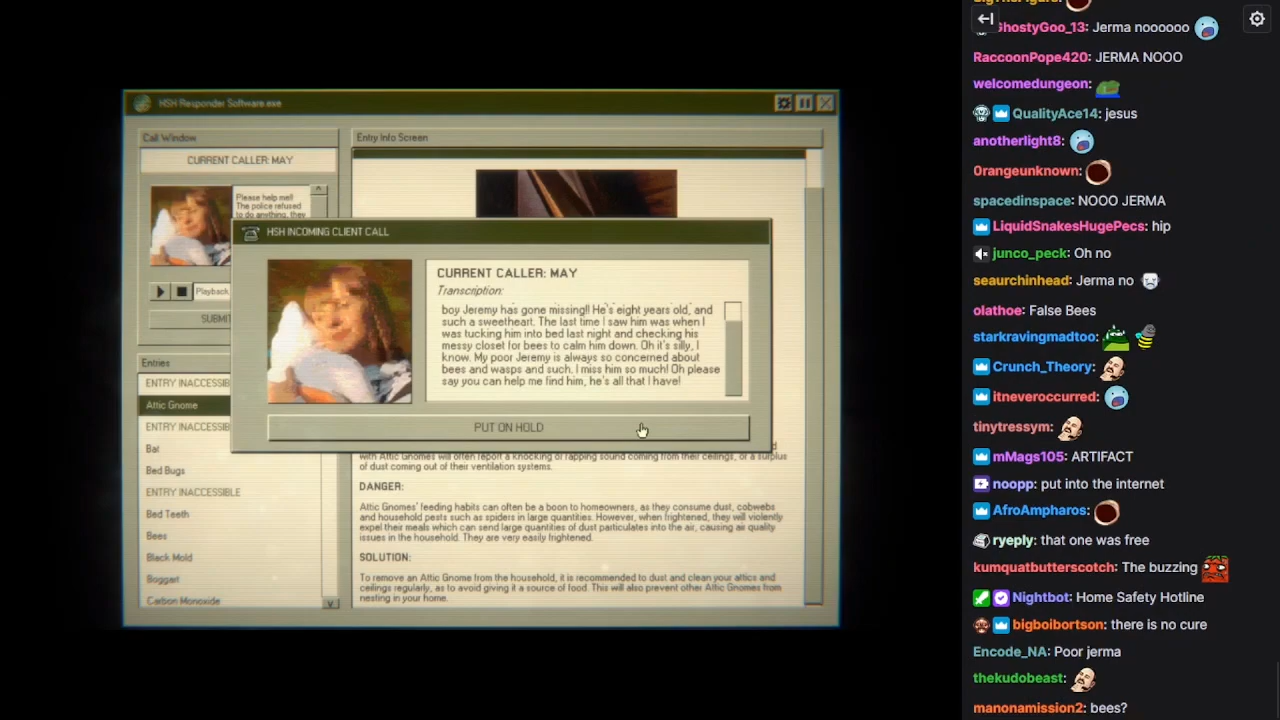 HSH Responder Software.exe
Call Window
CURRENT CALLER: MAY
Please help me!!
The police refused
to do anything, they
Playback
SUBMIT
Entries
ENTRY INACCESSIB
Attic Gnome
ENTRY INACCESSIB
Bat
Bed Bugs
ENTRY INACCESSIBLE
Bed Teeth
Bees
Black Mold
Boggart
Carbon Monoxide
Entry Info Screen
HSH INCOMING CLIENT CALL
CURRENT CALLER: MAY
Transcription:
boy Jeremy has gone missing!! He's eight years old, and
such a sweetheart. The last time I saw him was when I
was tucking him into bed last night and checking his
messy closet for bees to calm him down. Oh it's silly, I
know. My poor Jeremy is always so concerned about
bees and wasps and such. I miss him so much! Oh please
say you can help me find him, he's all that I have!
PUT ON HOLD
with Attic Gnomes will often report a knocking or rapping sound coming from their ceilings, or a surplus
of dust coming out of their ventilation systems.
DANGER:
Attic Gnomes' feeding habits can often be a boon to homeowners, as they consume dust, cobwebs
and household pests such as spiders in large quantities. However, when frightened, they will violently
expel their meals which can send large quantities of dust particulates into the air, causing air quality
issues in the household. They are very easily frightened.
SOLUTION:
To remove an Attic Gnome from the household, it is recommended to dust and clean your attics and
ceilings regularly, as to avoid giving it a source of food. This will also prevent other Attic Gnomes from
nesting in your home.
GhostyGoo_13: Jerma noooooo
RaccoonPope420: JERMA NOOO
welcomedungeon:
QualityAce14: jesus
anotherlight8:
0rangeunknown:
spacedinspace: NOOO JERMA
LiquidSnakesHugePecs: hip
junco_peck: Oh no
seaurchinhead: Jerma no
olathoe: False Bees
starkravingmadtoo:
Crunch_Theory:
itneveroccurred:
tinytressym:
mMags105: ARTIFACT
noopp: put into the internet
AfroAmpharos:
ryeply: that one was free
kumquatbutterscotch: The buzzing
Nightbot: Home Safety Hotline
bigboibortson: there is no cure
Encode_NA: Poor jerma
thekudobeast:
manonamission2: bees?